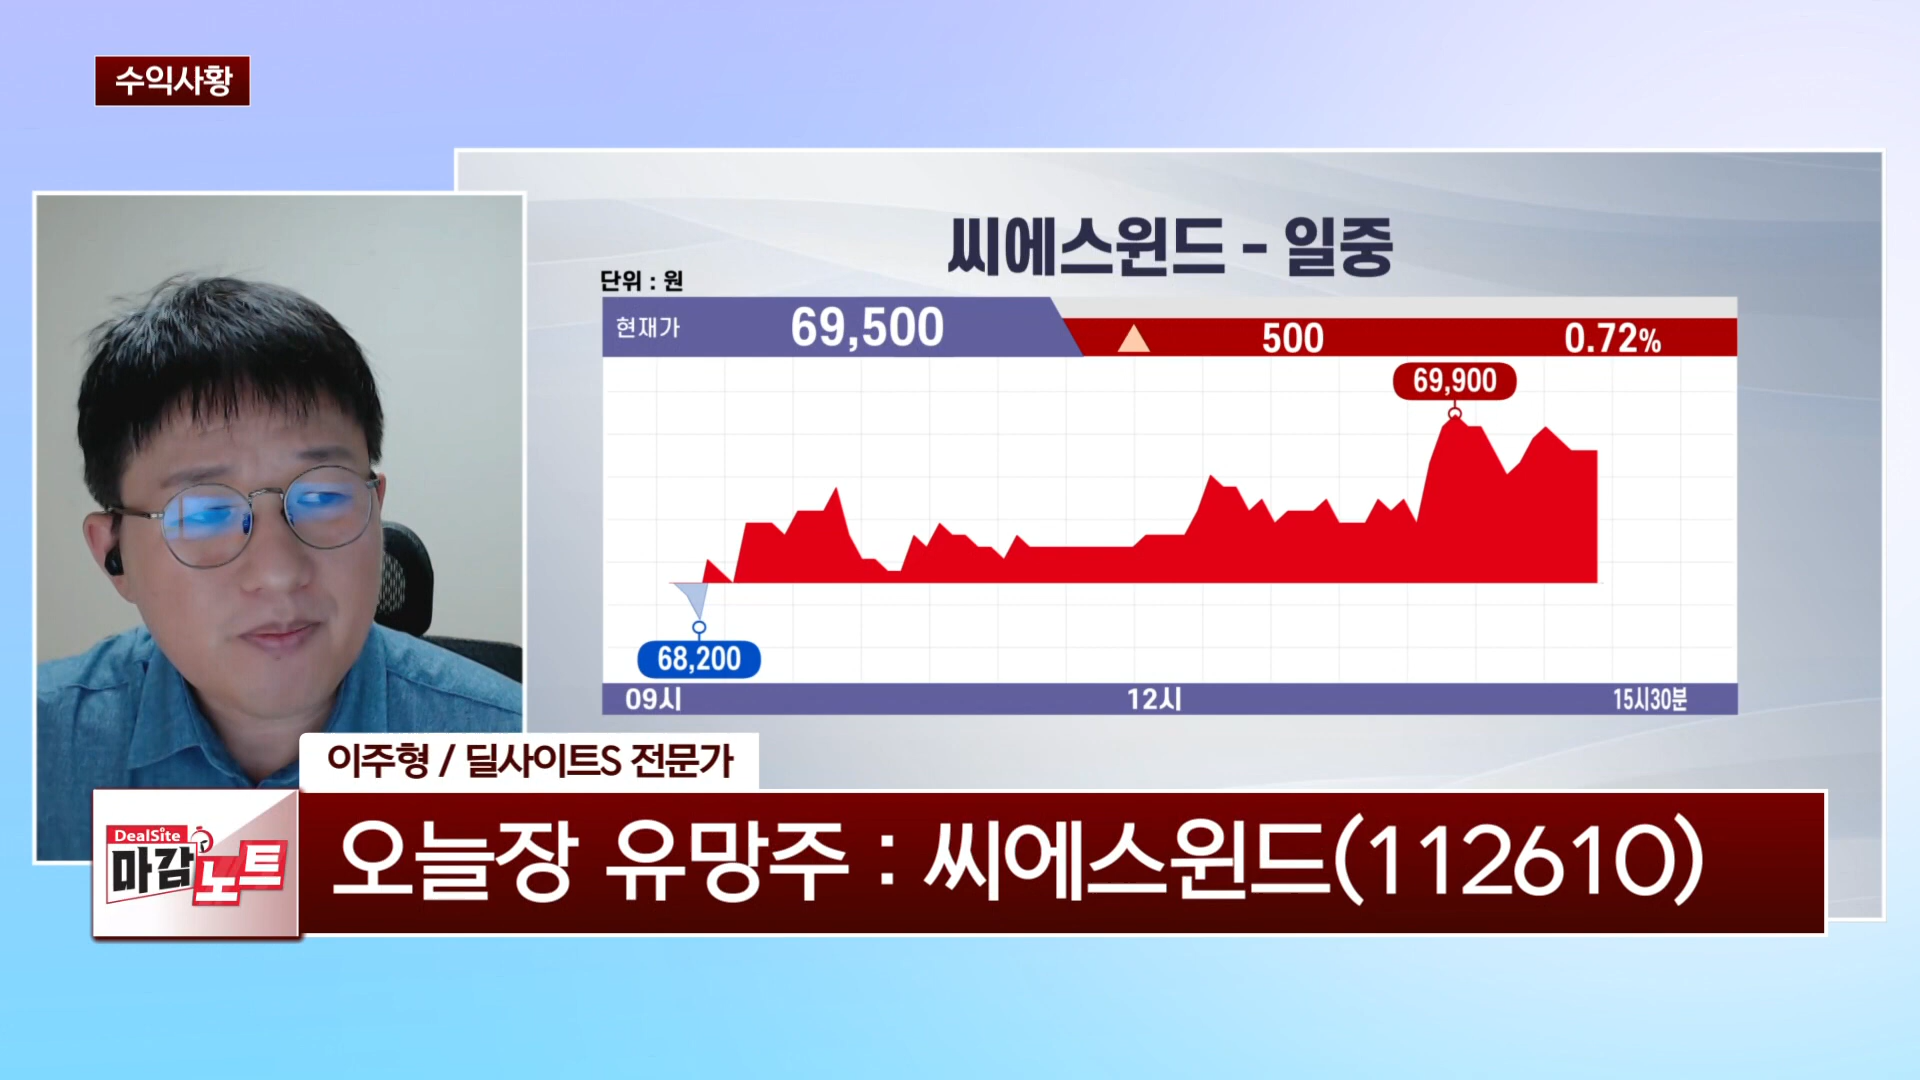 수익사황
씨에스윈드 - 일중
단위 : 원
현재가 69,500 500 0.72%
69,900
68,200
09시 12시 15시30분
이주형 / 딜사이트S 전문가
DealSite
마감노트
오늘장 유망주 : 씨에스윈드(112610)